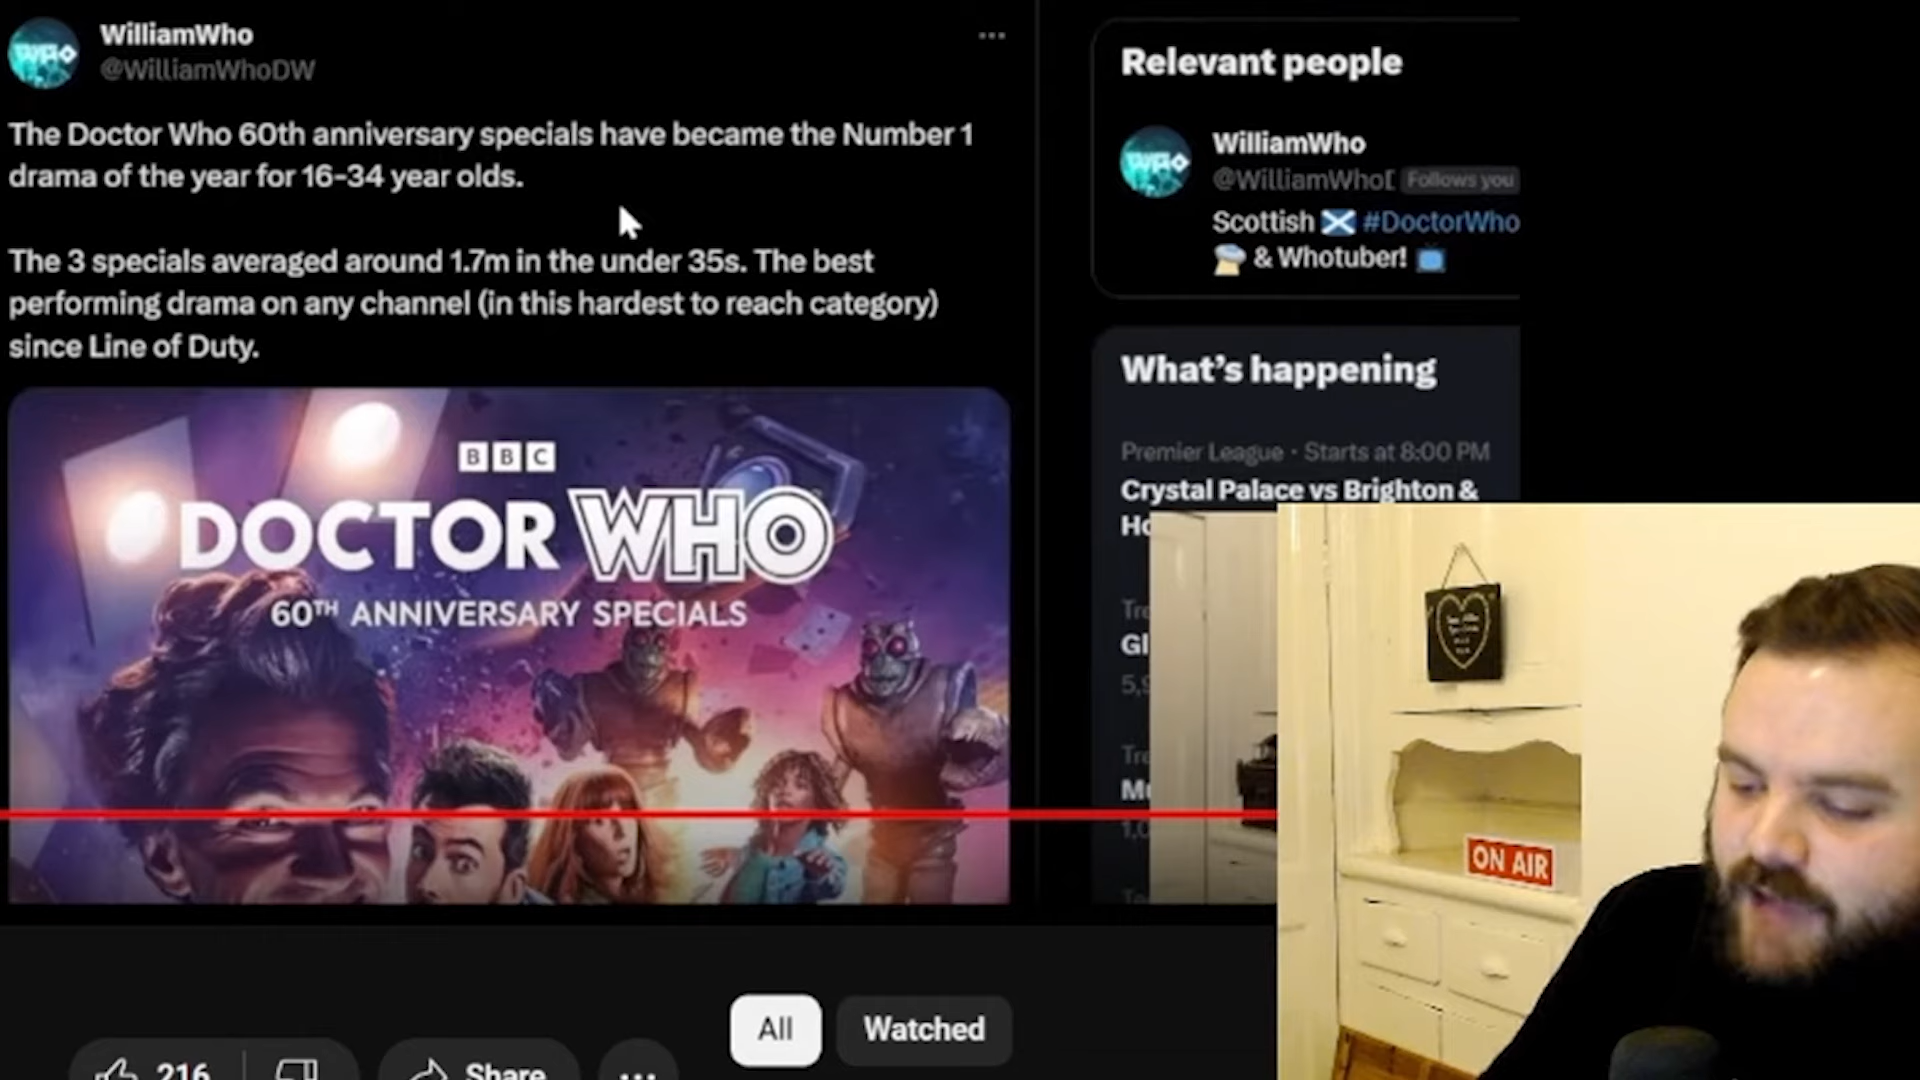 WilliamWho
@WilliamWhoDW
The Doctor Who 60th anniversary specials have became the Number 1
drama of the year for 16-34 year olds.
The 3 specials averaged around 1.7m in the under 35s. The best
performing drama on any channel (in this hardest to reach category)
since Line of Duty.
BBC
DOCTOR WHO
60TH ANNIVERSARY SPECIALS
Relevant people
WilliamWho
Follows you
Scottish #DoctorWho
& Whotuber!
What's happening
Premier League · Starts at 8:00 PM
Crystal Palace vs Brighton &
ON AIR
All
Watched
216
Share